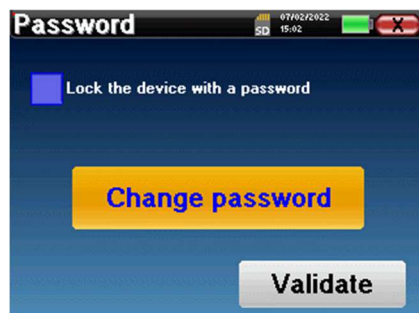 Password
SD
07/02/2022
15:02
X
Lock the device with a password
Change password
Validate